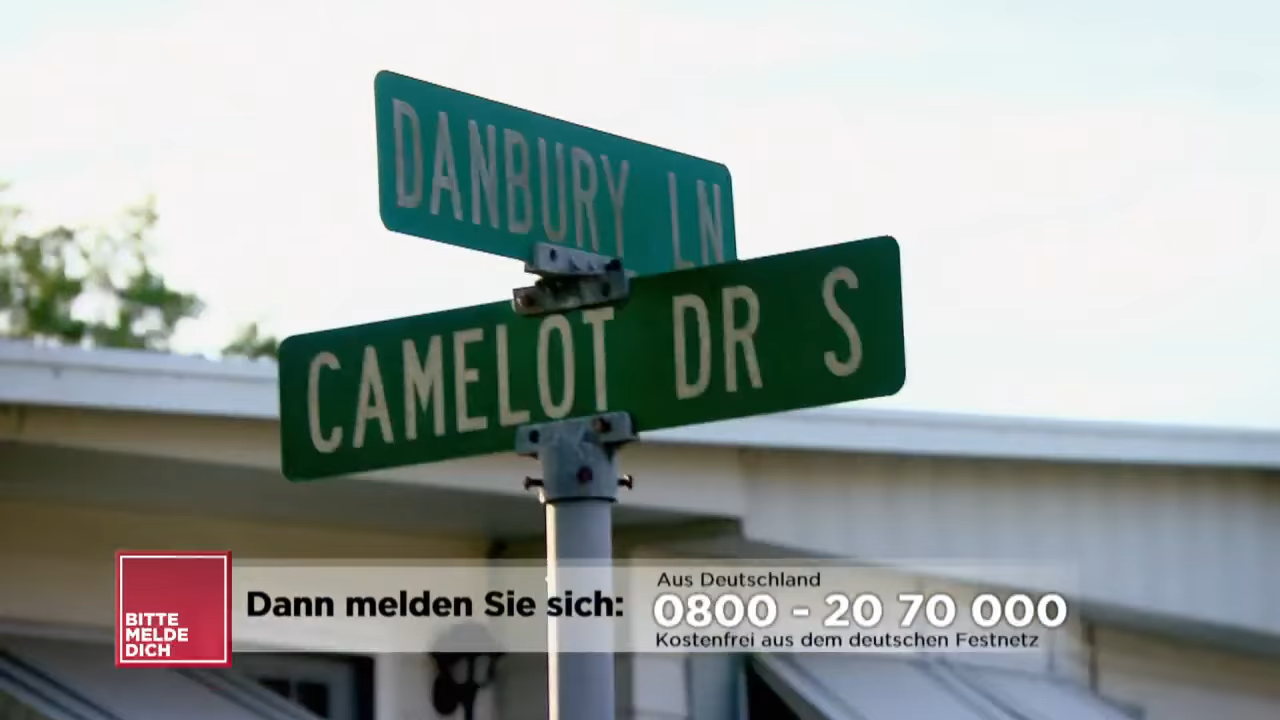 DANBURY LN
CAMELOT DR S
BITTE
MELDE
DICH
Dann melden Sie sich:
Aus Deutschland
0800 - 20 70 000
Kostenfrei aus dem deutschen Festnetz